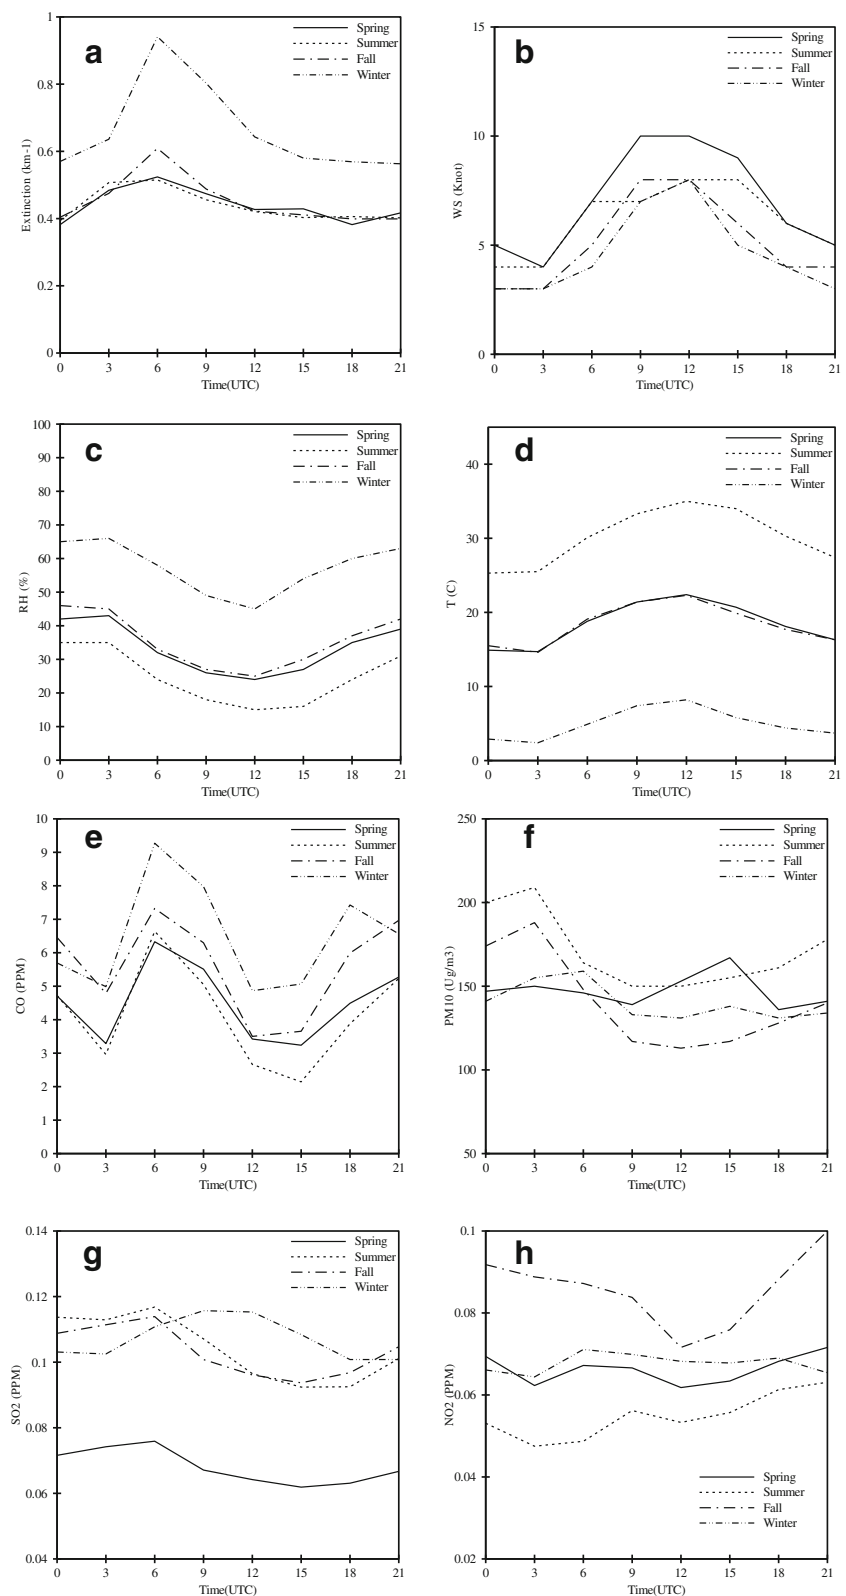 a
Extinction (km-1)
1
0.8
0.6
0.4
0.2
0
0 3 6 9 12 15 18 21
Time(UTC)
Spring
Summer
Fall
Winter
b
WS (Knot)
15
10
5
0
0 3 6 9 12 15 18 21
Time(UTC)
Spring
Summer
Fall
Winter
c
RH (%)
100
90
80
70
60
50
40
30
20
10
0
0 3 6 9 12 15 18 21
Time(UTC)
Spring
Summer
Fall
Winter
d
T (C)
40
30
20
10
0
0 3 6 9 12 15 18 21
Time(UTC)
Spring
Summer
Fall
Winter
e
CO (PPM)
10
9
8
7
6
5
4
3
2
1
0
0 3 6 9 12 15 18 21
Time(UTC)
Spring
Summer
Fall
Winter
f
PM10 (Ug/m3)
250
200
150
100
50
0 3 6 9 12 15 18 21
Time(UTC)
Spring
Summer
Fall
Winter
g
SO2 (PPM)
0.14
0.12
0.1
0.08
0.06
0.04
0 3 6 9 12 15 18 21
Time(UTC)
Spring
Summer
Fall
Winter
h
NO2 (PPM)
0.1
0.08
0.06
0.04
0.02
0 3 6 9 12 15 18 21
Time(UTC)
Spring
Summer
Fall
Winter